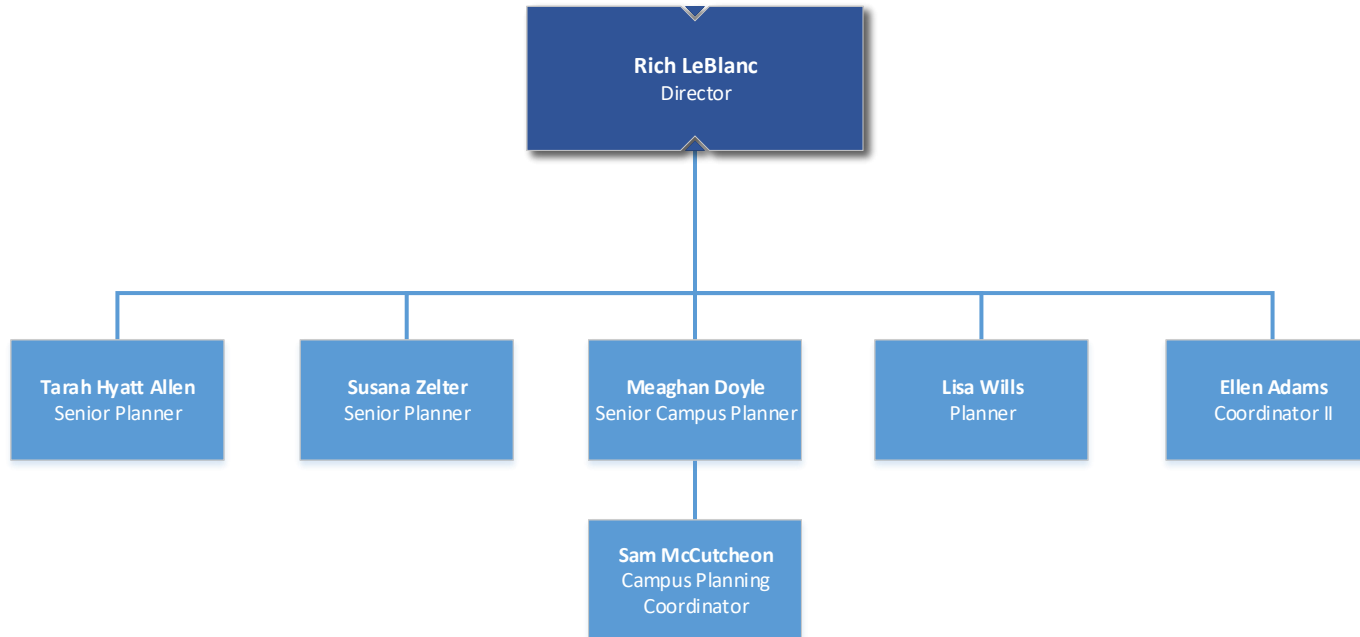 Rich LeBlanc
Director
Tarah Hyatt Allen
Senior Planner
Susana Zelter
Senior Planner
Meaghan Doyle
Senior Campus Planner
Lisa Wills
Planner
Ellen Adams
Coordinator II
Sam McCutcheon
Campus Planning
Coordinator